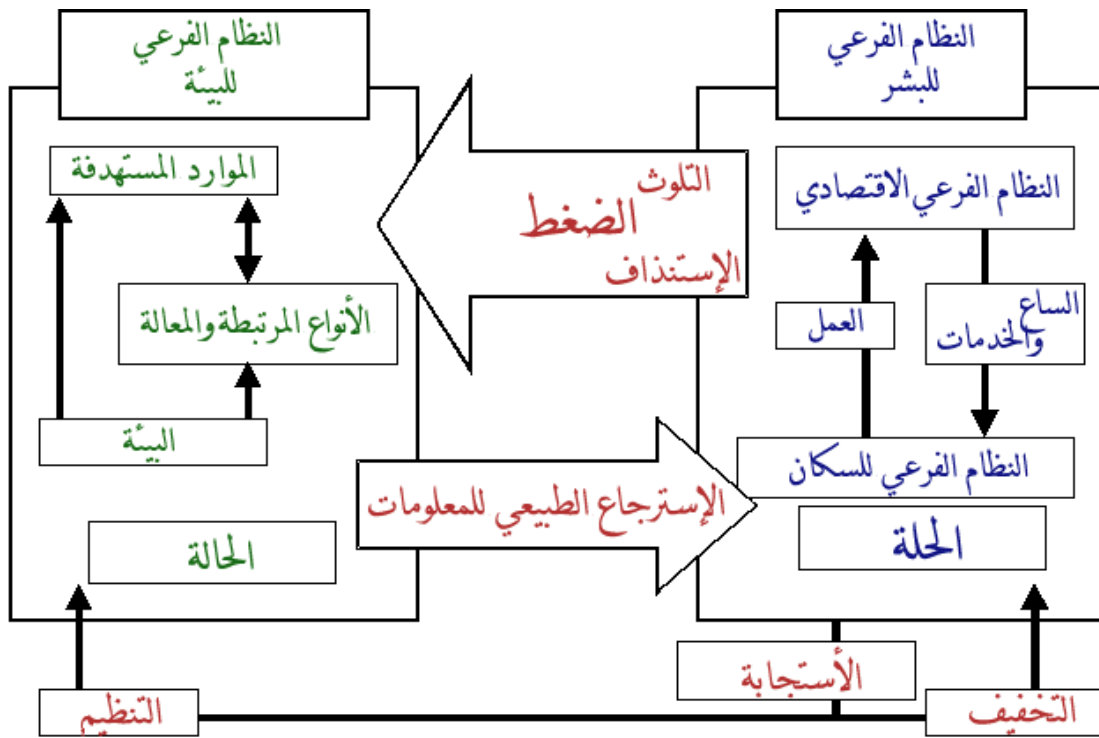 النظام الفرعي
للبشر
النظام الفرعي الاقتصادي
العمل
الساع
والخدمات
النظام الفرعي للسكان
الحلة
التلوث
الضغط
الإستنذاف
الإسترجاع الطبيعي للمعلومات
النظام الفرعي
للبيئة
الموارد المستهدفة
الأنواع المرتبطة والمعالة
البيئة
الحالة
الأستجابة
التخفيف
التنظيم